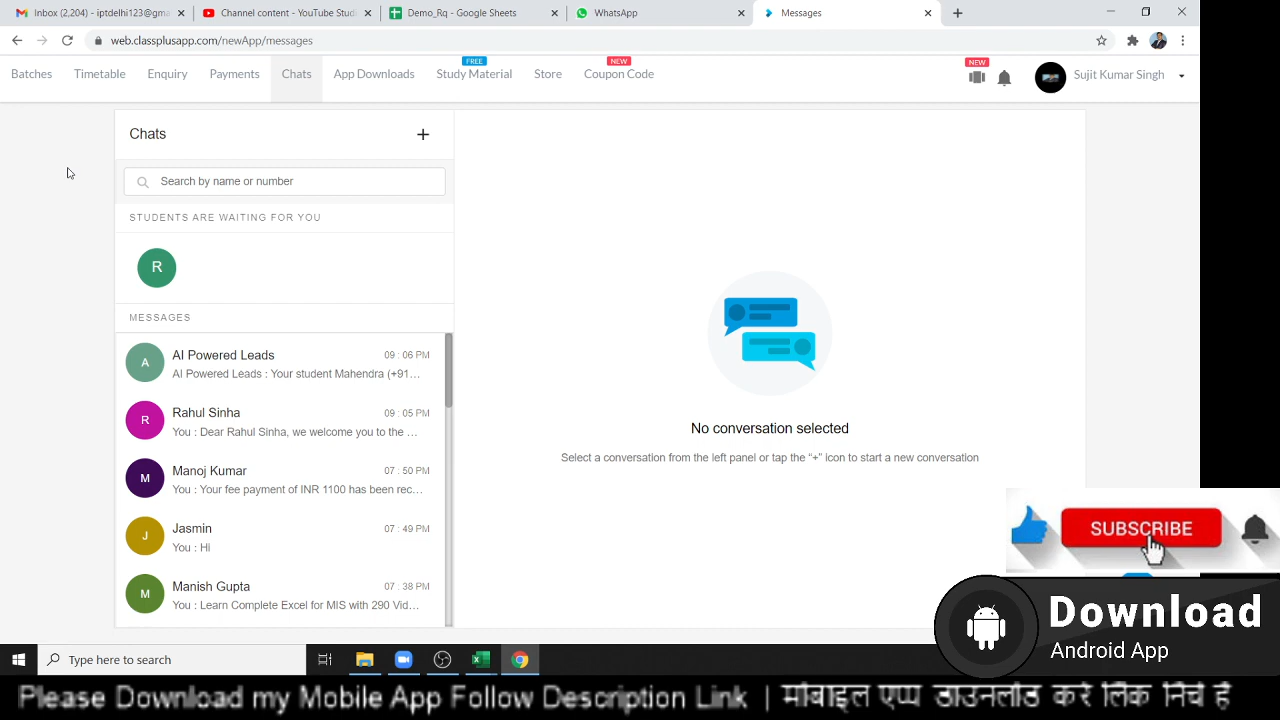 Inbox (2,204) - iptdelhi123@gma
Channel content - YouTube Stud
Demo_Rq - Google Sheets
WhatsApp
Messages
web.classplusapp.com/newApp/messages
Batches
Timetable
Enquiry
Payments
Chats
App Downloads
FREE
Study Material
Store
NEW
Coupon Code
NEW
Sujit Kumar Singh
Chats
Search by name or number
STUDENTS ARE WAITING FOR YOU
R
MESSAGES
A
AI Powered Leads
09 : 06 PM
AI Powered Leads : Your student Mahendra (+91...
R
Rahul Sinha
09 : 05 PM
You : Dear Rahul Sinha, we welcome you to the ...
M
Manoj Kumar
07 : 50 PM
You : Your fee payment of INR 1100 has been rec...
J
Jasmin
07 : 49 PM
You : Hi
M
Manish Gupta
07 : 38 PM
You : Learn Complete Excel for MIS with 290 Vid...
No conversation selected
Select a conversation from the left panel or tap the “+” icon to start a new conversation
SUBSCRIBE
Download
Android App
Type here to search
Please Download my Mobile App Follow Description Link | मोबाइल एप्प डाउनलोड करे लिंक निचे है